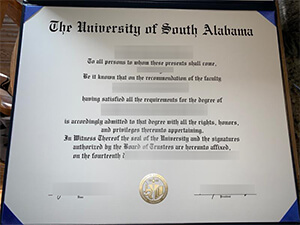 The University of South Alabama
To all persons to whom these presents shall come,
Be it known that on the recommendation of the faculty
having satisfied all the requirements for the degree of
is accordingly admitted to that degree with all the rights, honors,
and privileges thereunto appertaining.
In Witness Thereof the seal of the University and the signatures
authorized by the Board of Trustees are hereunto affixed,
on the fourteenth